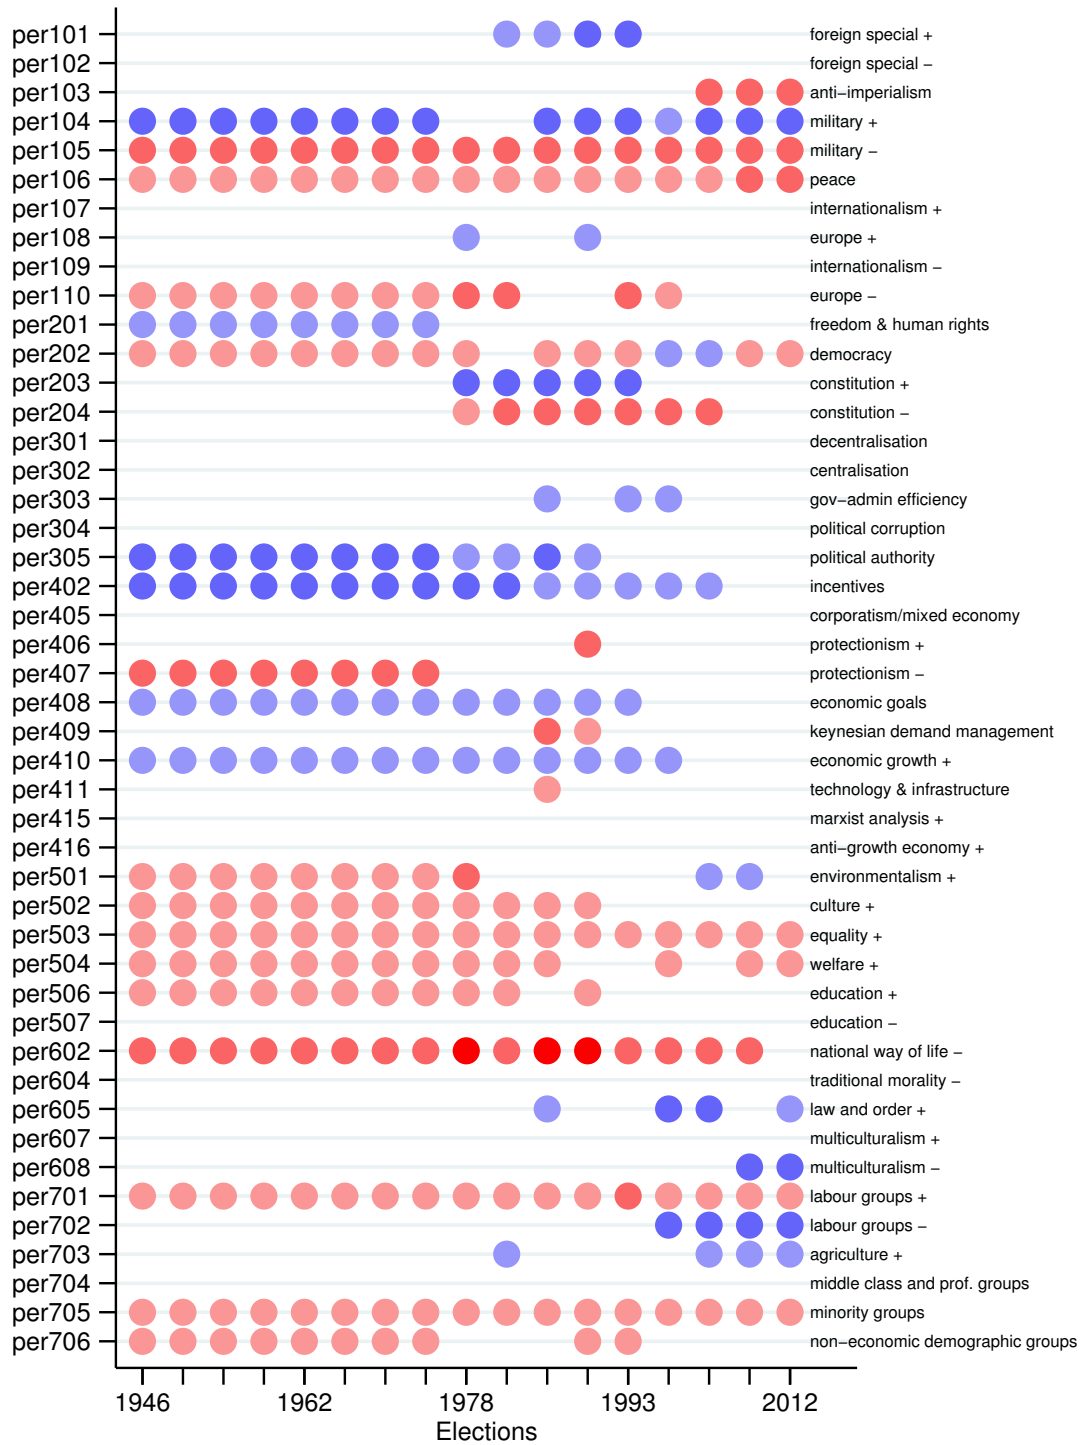 per101 foreign special +
per102 foreign special −
per103 anti−imperialism
per104 military +
per105 military −
per106 peace
per107 internationalism +
per108 europe +
per109 internationalism −
per110 europe −
per201 freedom & human rights
per202 democracy
per203 constitution +
per204 constitution −
per301 decentralisation
per302 centralisation
per303 gov−admin efficiency
per304 political corruption
per305 political authority
per402 incentives
per405 corporatism/mixed economy
per406 protectionism +
per407 protectionism −
per408 economic goals
per409 keynesian demand management
per410 economic growth +
per411 technology & infrastructure
per415 marxist analysis +
per416 anti−growth economy +
per501 environmentalism +
per502 culture +
per503 equality +
per504 welfare +
per506 education +
per507 education −
per602 national way of life −
per604 traditional morality −
per605 law and order +
per607 multiculturalism +
per608 multiculturalism −
per701 labour groups +
per702 labour groups −
per703 agriculture +
per704 middle class and prof. groups
per705 minority groups
per706 non−economic demographic groups
1946 1962 1978 1993 2012
Elections